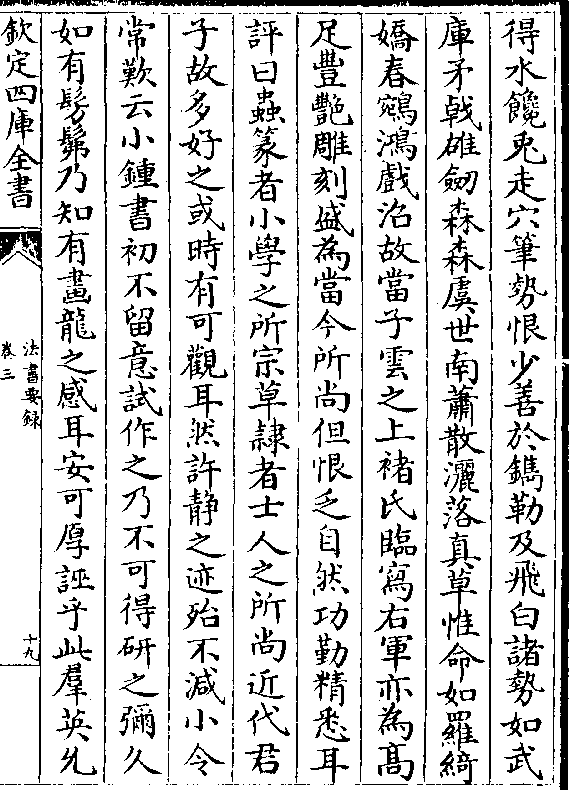 得水饞兎走穴筆勢恨少善於鐫勒及飛白諸勢如武
庫矛戟雄劒森森虞世南蕭散灑落真草惟命如羅綺
嬌春鵷鴻戲沼故當子雲之上禇氏臨寫右軍亦為髙
足豐艷雕刻盛為當今所尚但恨乏自然功勤精悉耳
評曰蟲篆者小學之所宗草隷者士人之所尚近代君
子故多好之或時有可觀耳然許静之迹殆不减小令
常歎云小鍾書初不留意試作之乃不可得研之彌久
如有髣髴乃知有畫龍之感耳安可厚誣乎此羣英允
欽定四庫全書
法書要録
卷三
十九